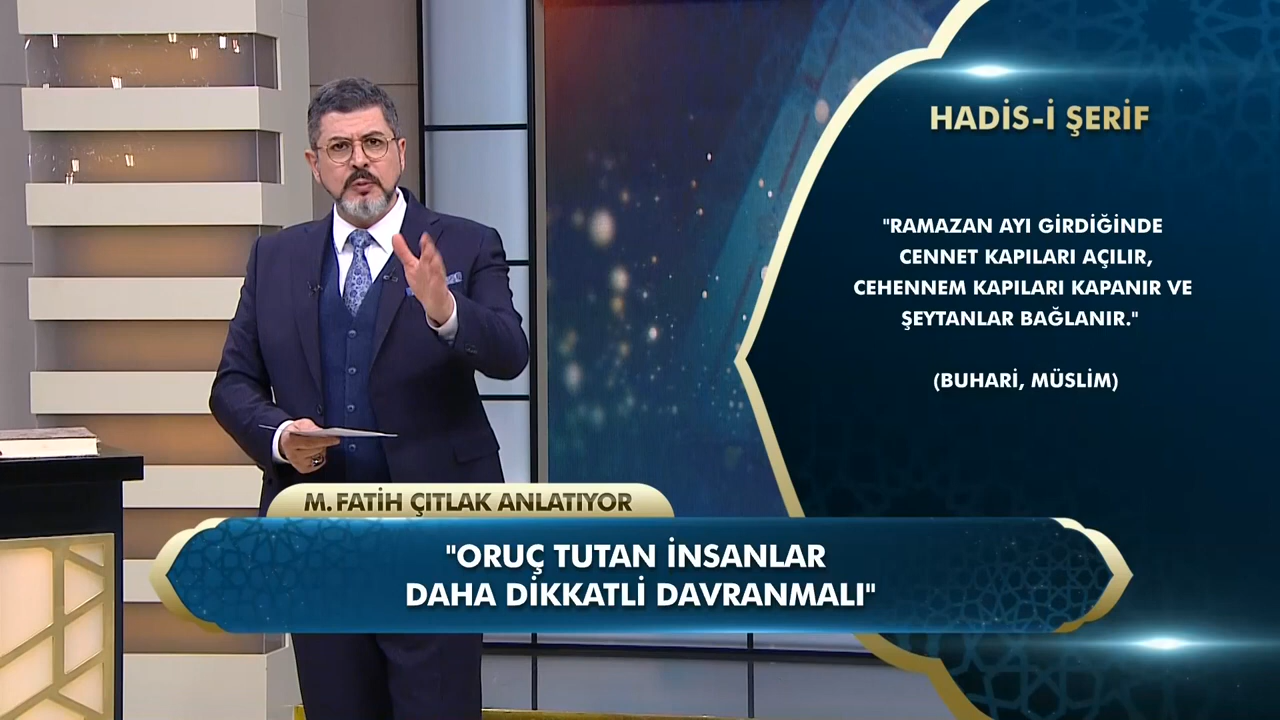 HADİS-İ ŞERİF
"RAMAZAN AYI GİRDİĞİNDE
CENNET KAPILARI AÇILIR,
CEHENNEM KAPILARI KAPANIR VE
ŞEYTANLAR BAĞLANIR."
(BUHARİ, MÜSLİM)
M. FATİH ÇITLAK ANLATIYOR
"ORUÇ TUTAN İNSANLAR
DAHA DİKKATLİ DAVRANMALI"